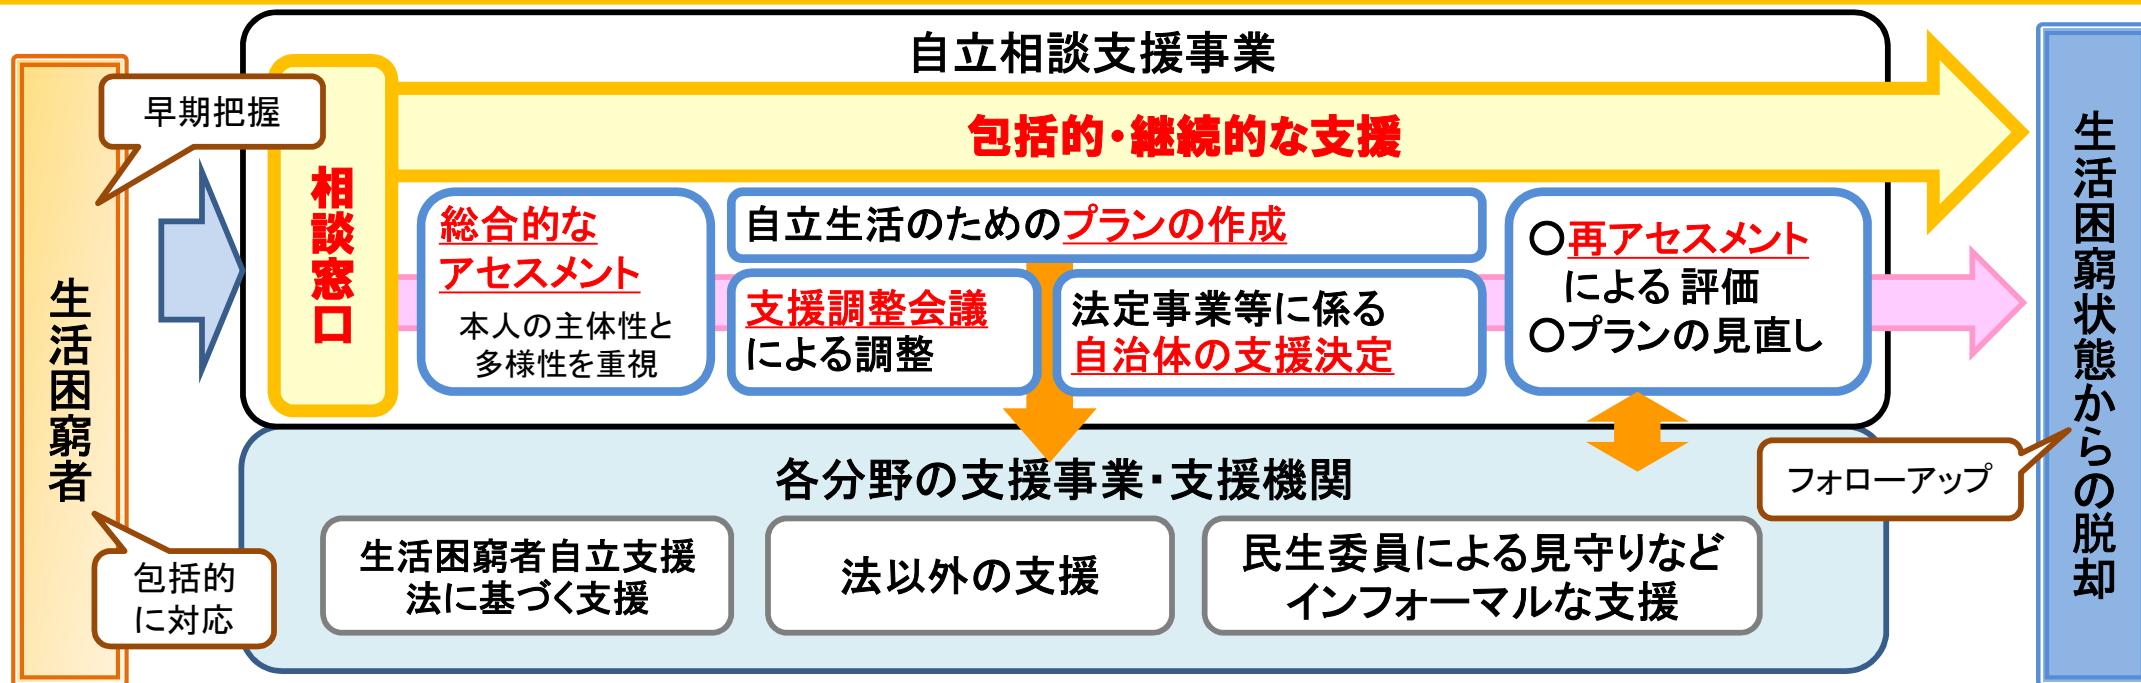 自立相談支援事業
早期把握
包括的・継続的な支援
生活困窮者
相談窓口
総合的な
アセスメント
本人の主体性と
多様性を重視
自立生活のためのプランの作成
支援調整会議
による調整
法定事業等に係る
自治体の支援決定
〇再アセスメント
による 評価
〇プランの見直し
生活困窮状態からの脱却
包括的
に対応
各分野の支援事業・支援機関
フォローアップ
生活困窮者自立支援
法に基づく支援
法以外の支援
民生委員による見守りなど
インフォーマルな支援